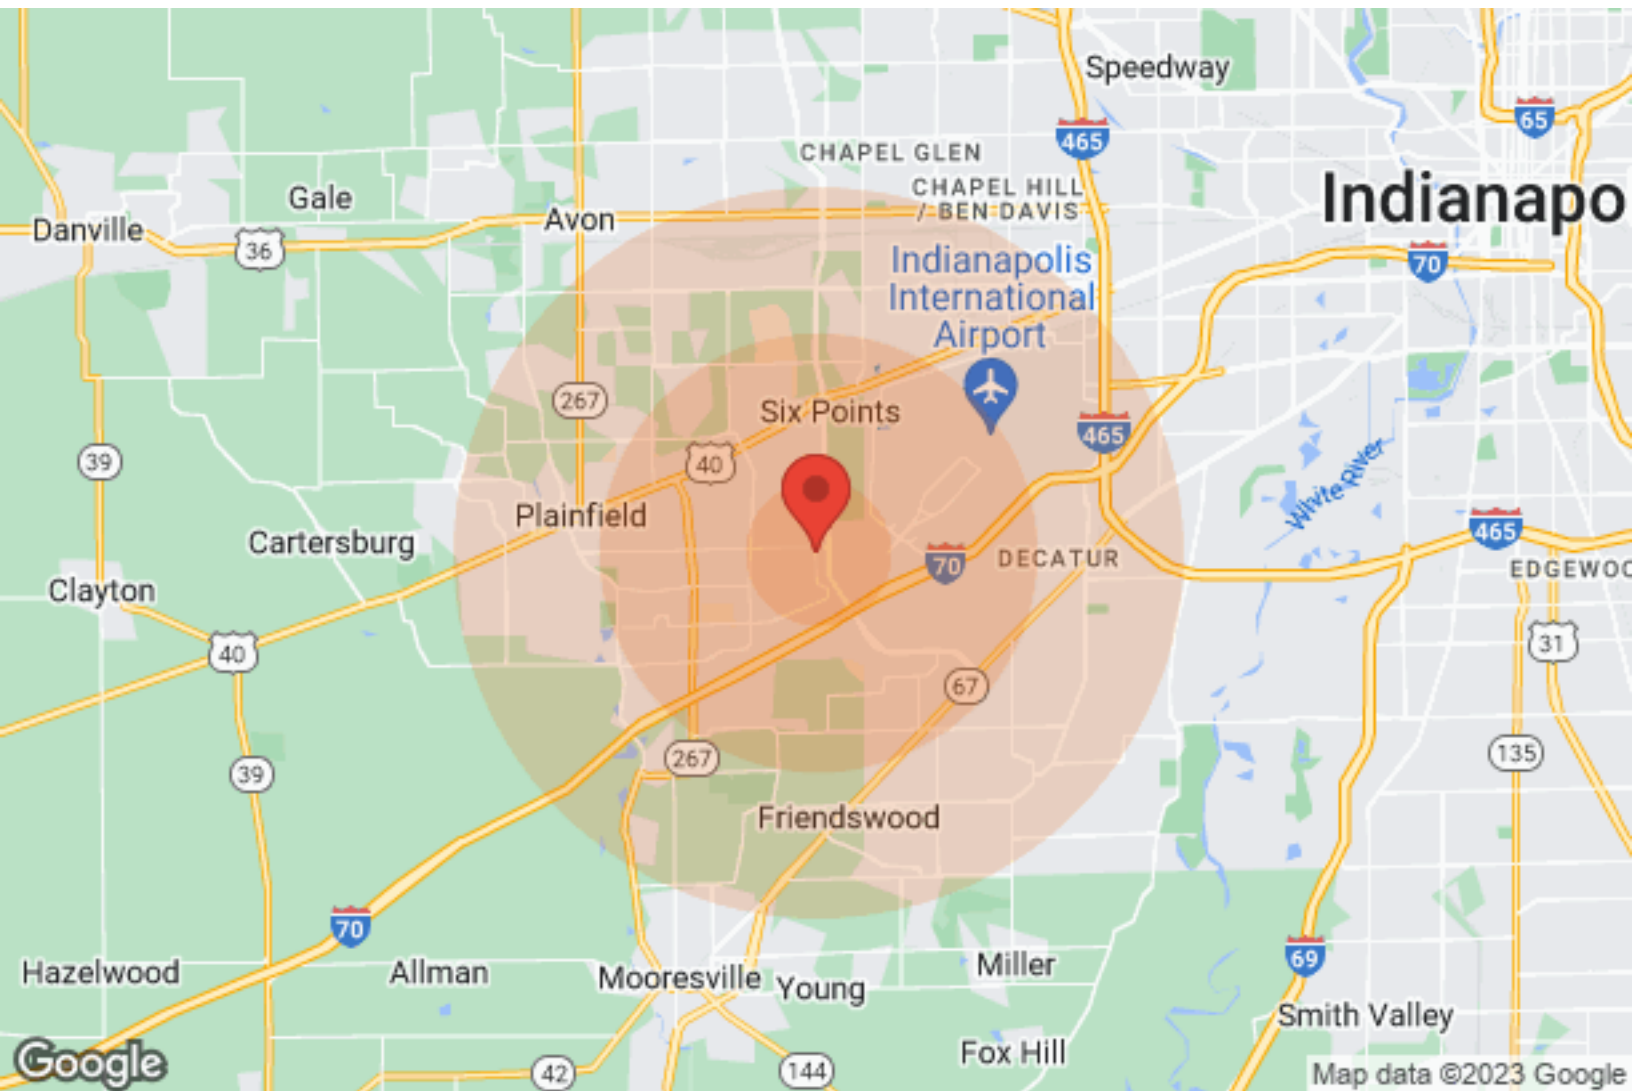 Speedway
465
65
CHAPEL GLEN
CHAPEL HILL
/ BEN DAVIS
Indianapo
Gale
Avon
Danville
36
Indianapolis
International
Airport
70
267
Six Points
465
39
40
White River
Plainfield
465
Cartersburg
70
DECATUR
EDGEWOO
Clayton
40
31
67
267
135
39
Friendswood
70
69
Hazelwood
Allman
Mooresville
Young
Miller
Smith Valley
Fox Hill
Google
42
144
Map data ©2023 Google